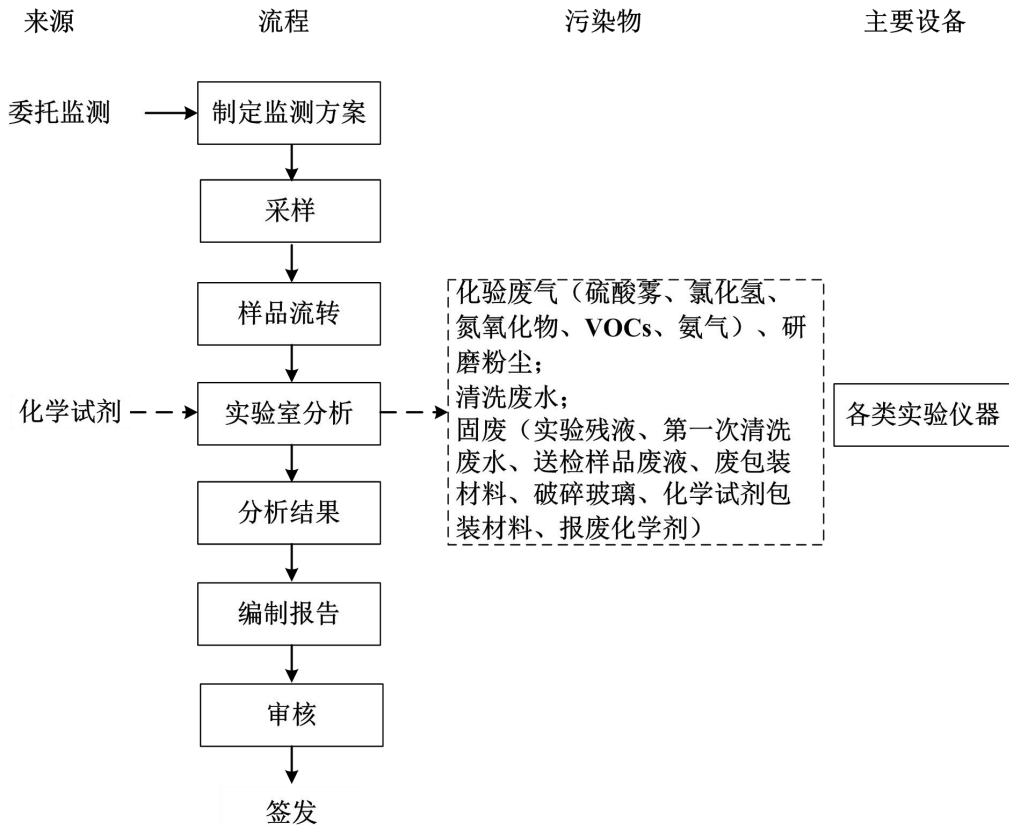 来源 流程 污染物 主要设备
委托监测 制定监测方案
采样
样品流转
化学试剂 实验室分析
化验废气（硫酸雾、氯化氢、
氮氧化物、VOCs、氨气）、研
磨粉尘；
清洗废水；
固废（实验残液、第一次清洗
废水、送检样品废液、废包装
材料、破碎玻璃、化学试剂包
装材料、报废化学剂）
各类实验仪器
分析结果
编制报告
审核
签发